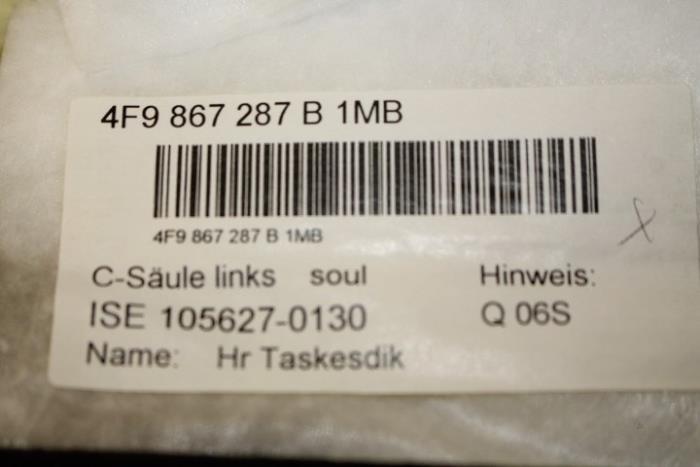 4F9 867 287 B 1MB
4F9 867 287 B 1MB
C-Säule links soul Hinweis:
ISE 105627-0130 Q 06S
Name: Hr Taskesdik